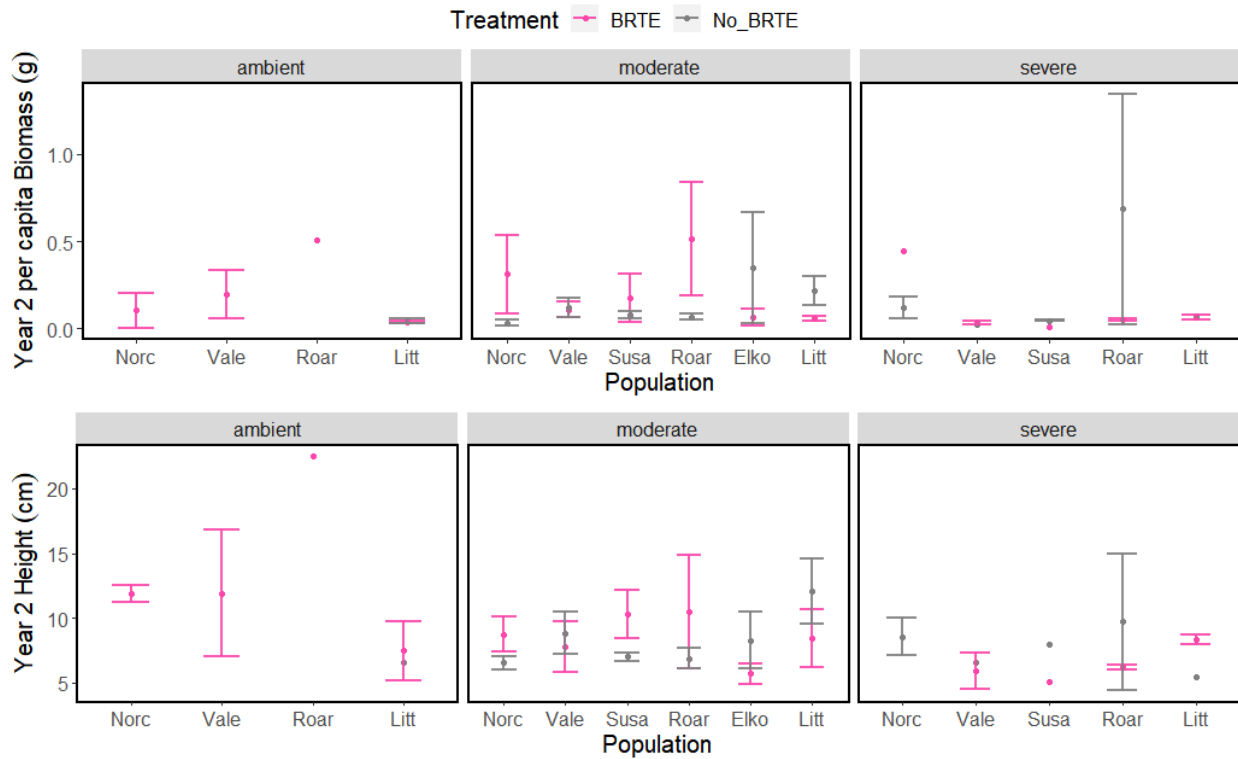 Treatment BRTE No_BRTE
ambient moderate severe
Year 2 per capita Biomass (g)
1.0
0.5
0.0
Norc Vale Roar Litt Norc Vale Susa Roar Elko Litt Norc Vale Susa Roar Litt
Population
ambient moderate severe
Year 2 Height (cm)
20
15
10
5
Norc Vale Roar Litt Norc Vale Susa Roar Elko Litt Norc Vale Susa Roar Litt
Population